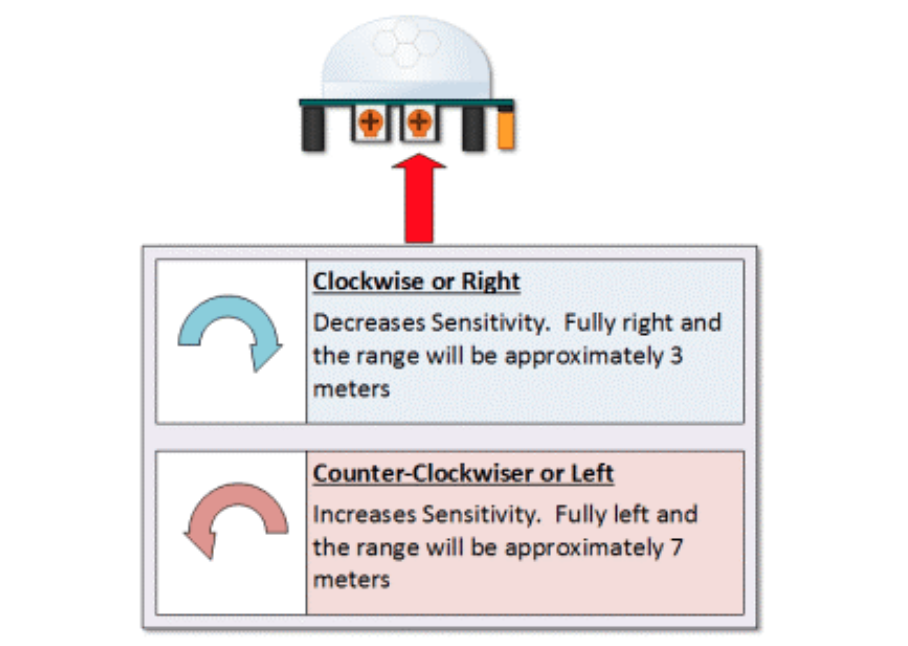 Clockwise or Right
Decreases Sensitivity.  Fully right and
the range will be approximately 3
meters
Counter-Clockwiser or Left
Increases Sensitivity.  Fully left and
the range will be approximately 7
meters